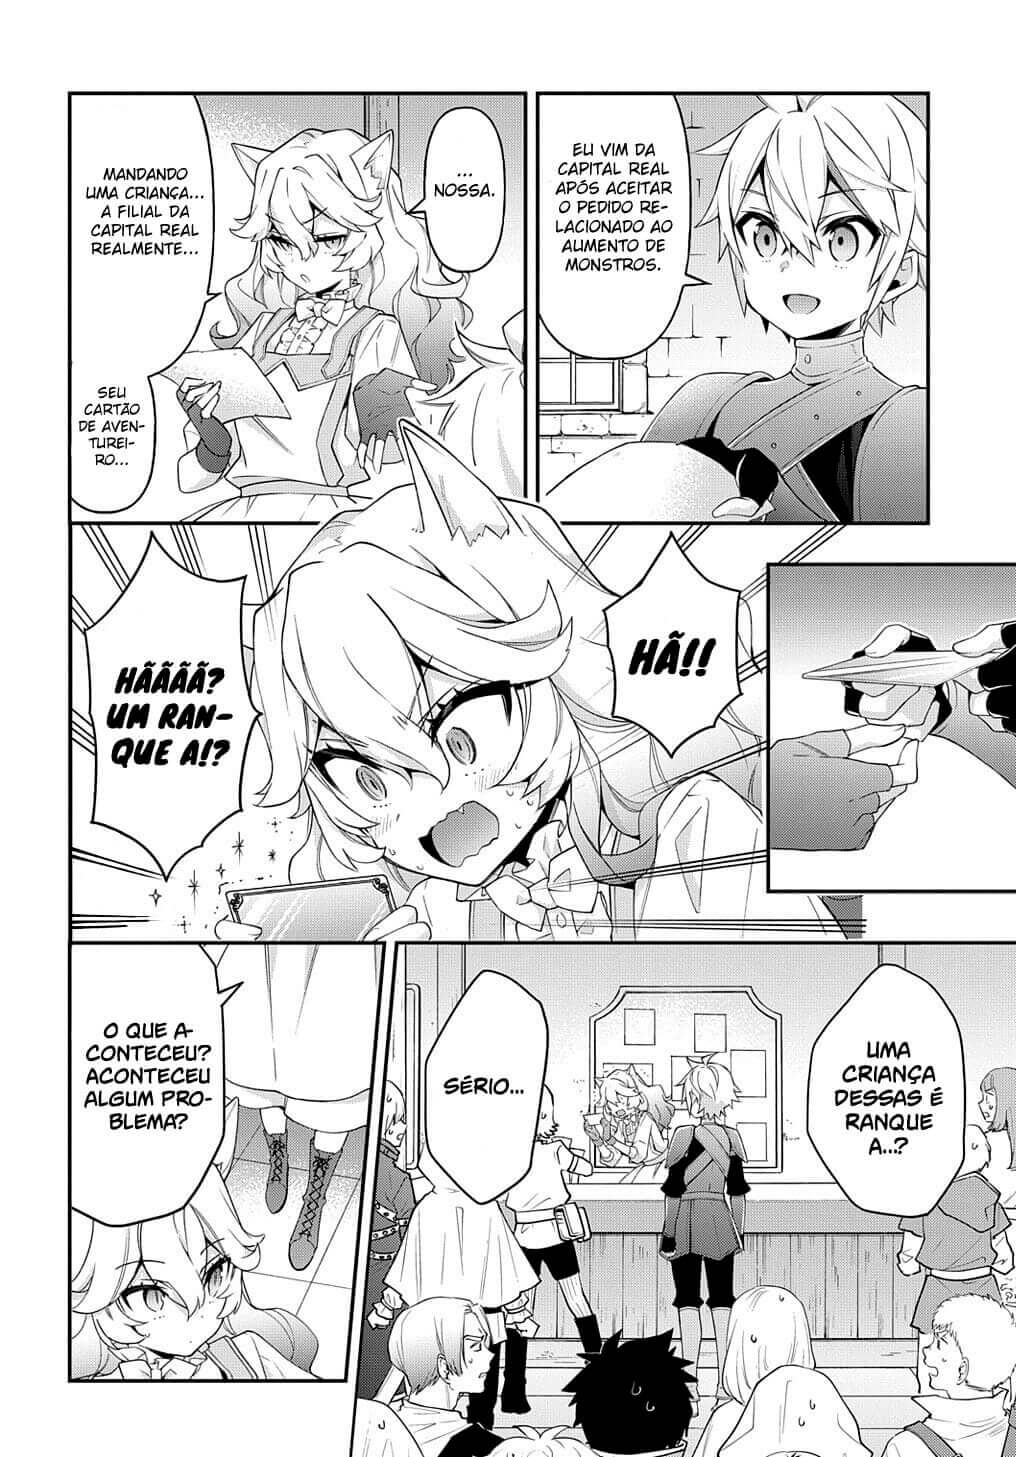 EU VIM DA
CAPITAL REAL
APÓS ACEITAR
O PEDIDO RE-
LACIONADO AO
AUMENTO DE
MONSTROS.
...
NOSSA.
MANDANDO
UMA CRIANÇA...
A FILIAL DA
CAPITAL REAL
REALMENTE...
SEU
CARTÃO
DE AVEN-
TUREI-
RO...
HÃ!!
HÃÃÃÃ?
UM RAN-
QUE A!?
UMA
CRIANÇA
DESSAS É
RANQUE
A...?
SÉRIO...
O QUE A-
CONTECEU?
ACONTECEU
ALGUM PRO-
BLEMA?